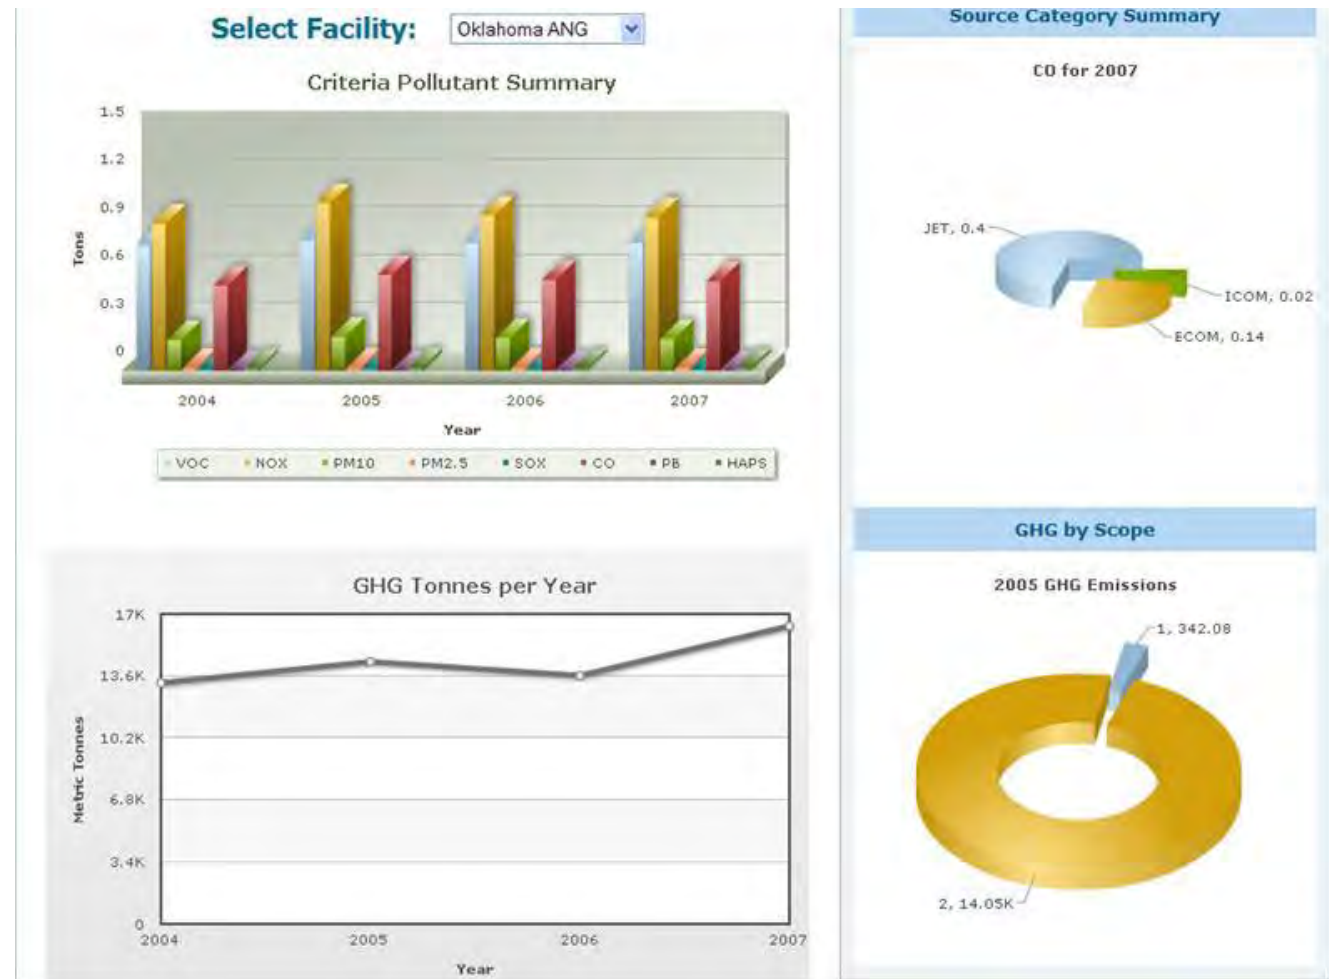 Select Facility: Oklahoma ANG
Criteria Pollutant Summary
1.5
1.2
0.9
0.6
0.3
0
Tons
2004 2005 2006 2007
Year
VOC NOX PM10 PM2.5 SOX CO PB HAPS
GHG Tonnes per Year
17K
13.6K
10.2K
6.8K
3.4K
0
Metric Tonnes
2004 2005 2006 2007
Year
Source Category Summary
CO for 2007
JET, 0.4
ICOM, 0.02
ECOM, 0.14
GHG by Scope
2005 GHG Emissions
1, 342.08
2, 14.05K